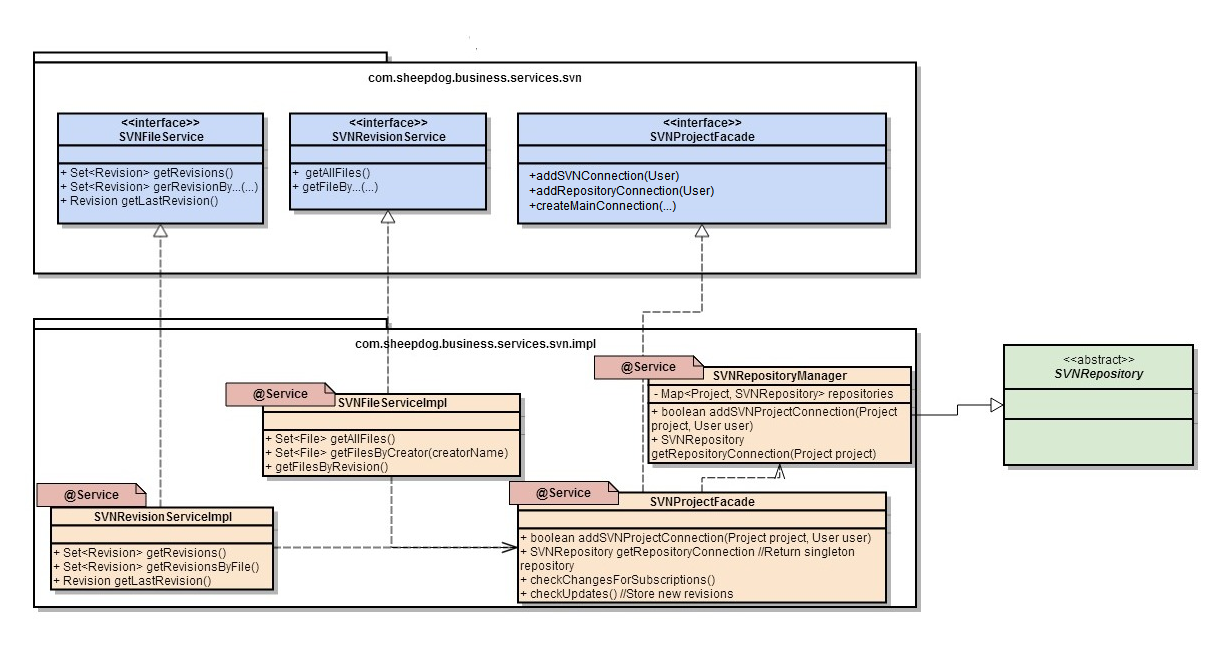 com.sheepdog.business.services.svn
<<interface>>
SVNFileService
+ Set<Revision> getRevisions()
+ Set<Revision> gerRevisionBy...(...)
+ Revision getLastRevision()
<<interface>>
SVNRevisionService
+ getAllFiles()
+ getFileBy...(...)
<<interface>>
SVNProjectFacade
+addSVNConnection(User)
+addRepositoryConnection(User)
+createMainConnection(...)
com.sheepdog.business.services.svn.impl
@Service
SVNRepositoryManager
- Map<Project, SVNRepository> repositories
+ boolean addSVNProjectConnection(Project
project, User user)
+ SVNRepository
getRepositoryConnection(Project project)
<<abstract>>
SVNRepository
@Service
SVNFileServiceImpl
+ Set<File> getAllFiles()
+ Set<File> getFilesByCreator(creatorName)
+ getFilesByRevision()
@Service
SVNRevisionServiceImpl
+ Set<Revision> getRevisions()
+ Set<Revision> getRevisionsByFile()
+ Revision getLastRevision()
@Service
SVNProjectFacade
+ boolean addSVNProjectConnection(Project project, User user)
+ SVNRepository getRepositoryConnection //Return singleton
repository
+ checkChangesForSubscriptions()
+ checkUpdates() //Store new revisions